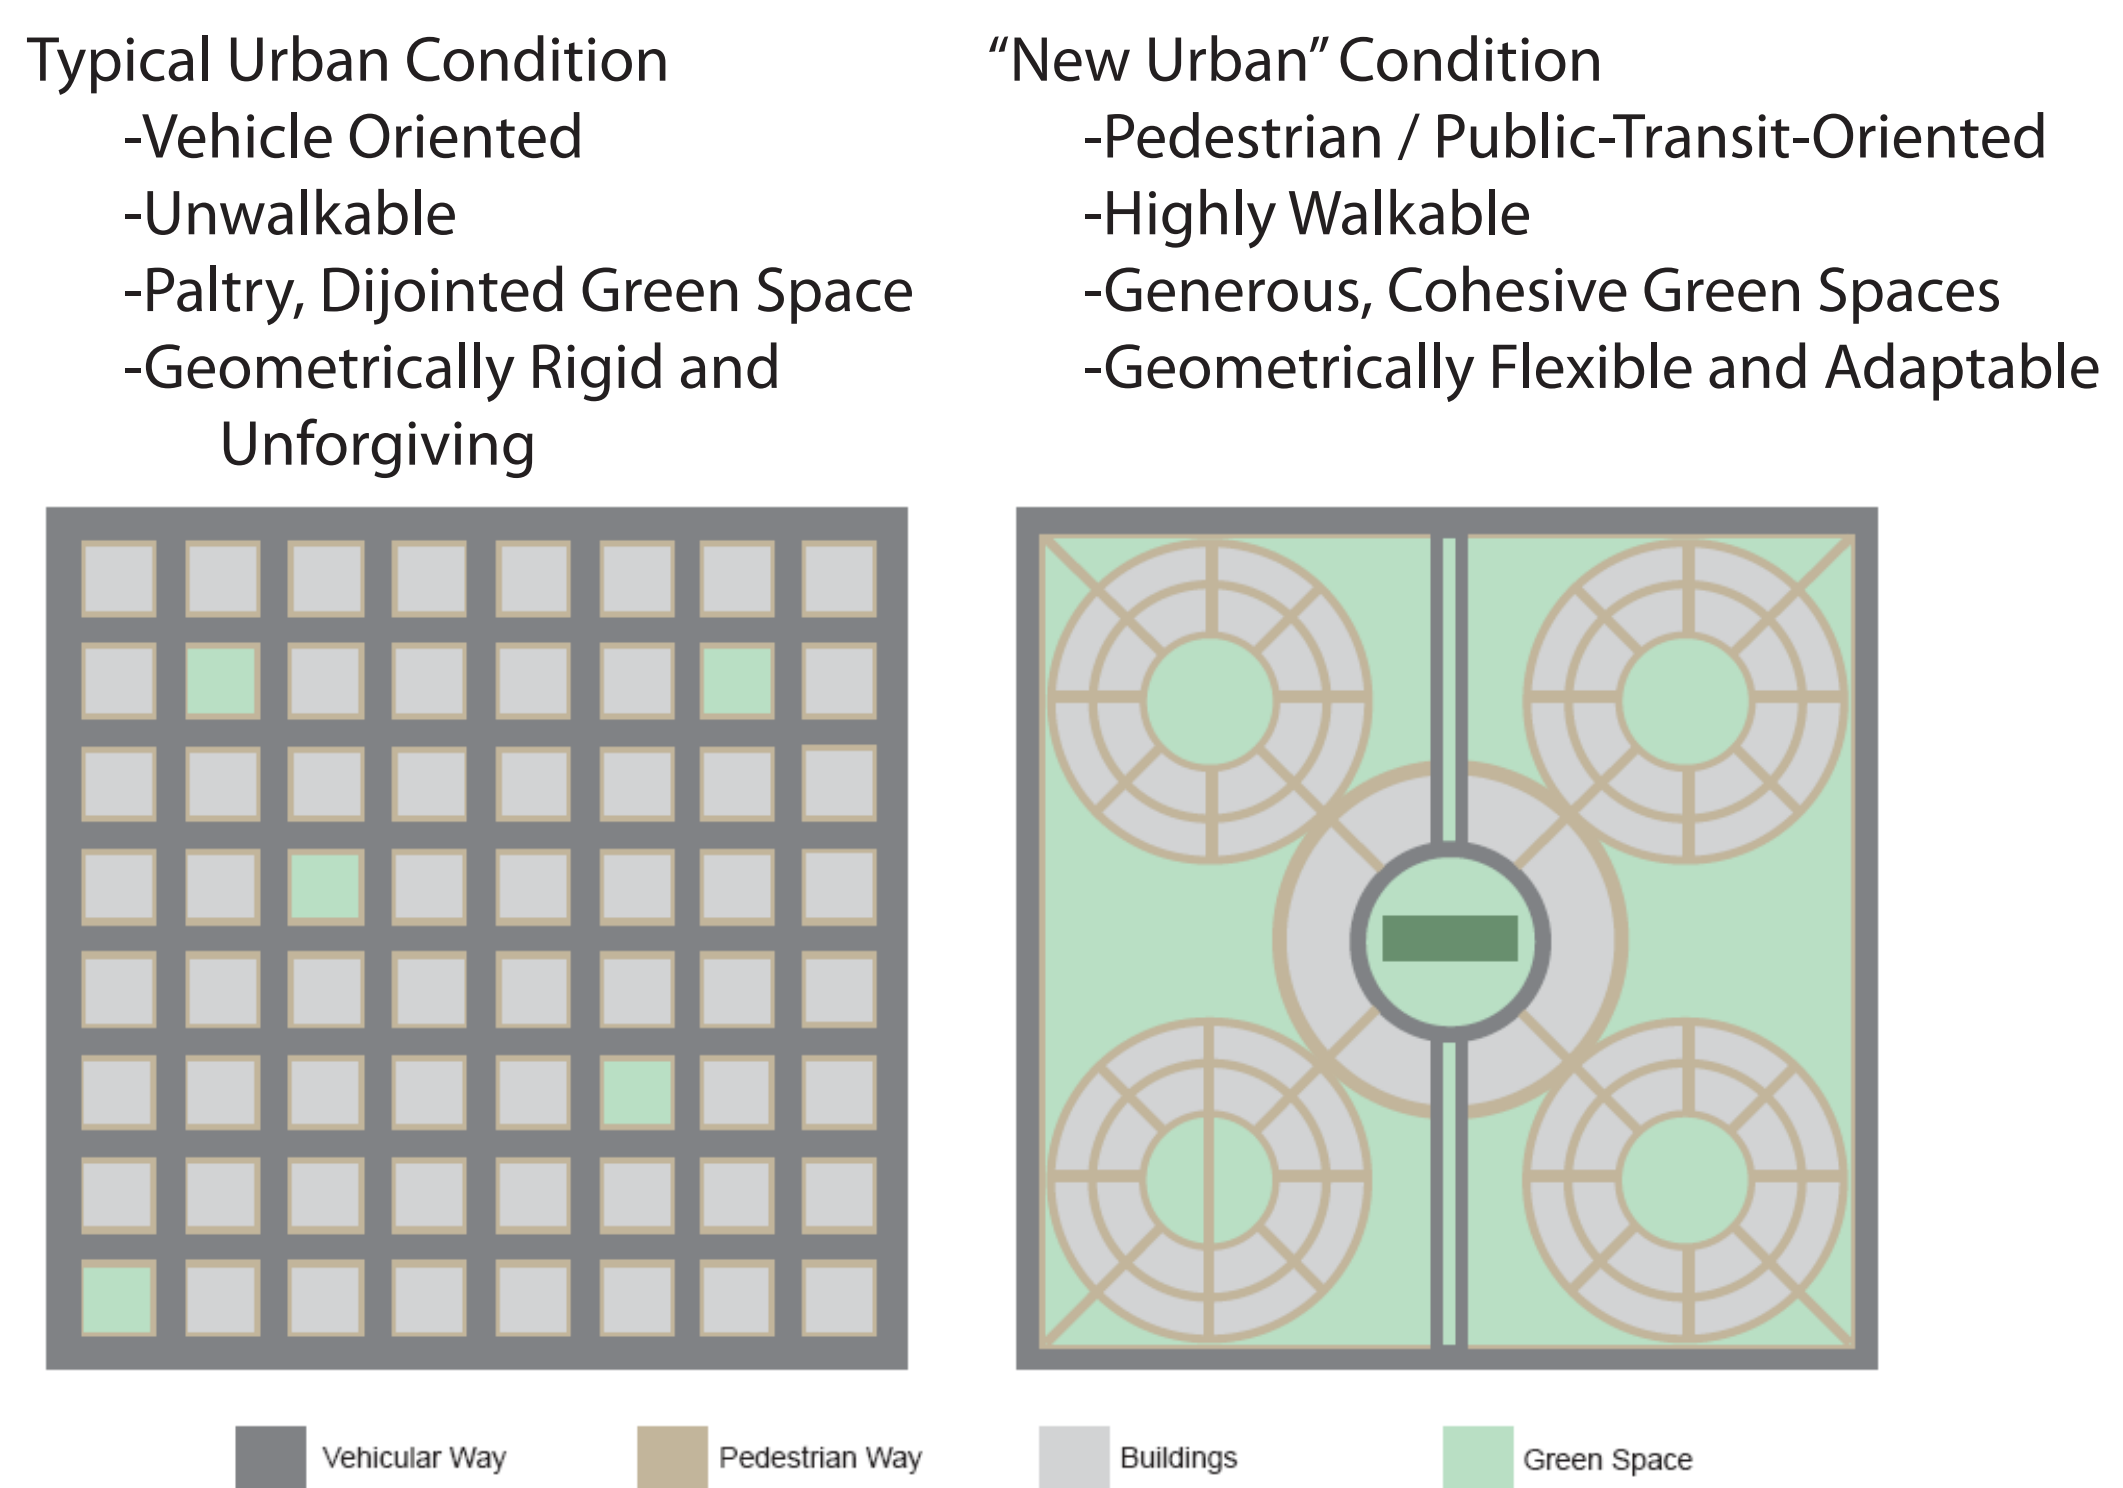 Typical Urban Condition
-Vehicle Oriented
-Unwalkable
-Paltry, Dijointed Green Space
-Geometrically Rigid and
Unforgiving
“New Urban” Condition
-Pedestrian / Public-Transit-Oriented
-Highly Walkable
-Generous, Cohesive Green Spaces
-Geometrically Flexible and Adaptable
Vehicular Way
Pedestrian Way
Buildings
Green Space